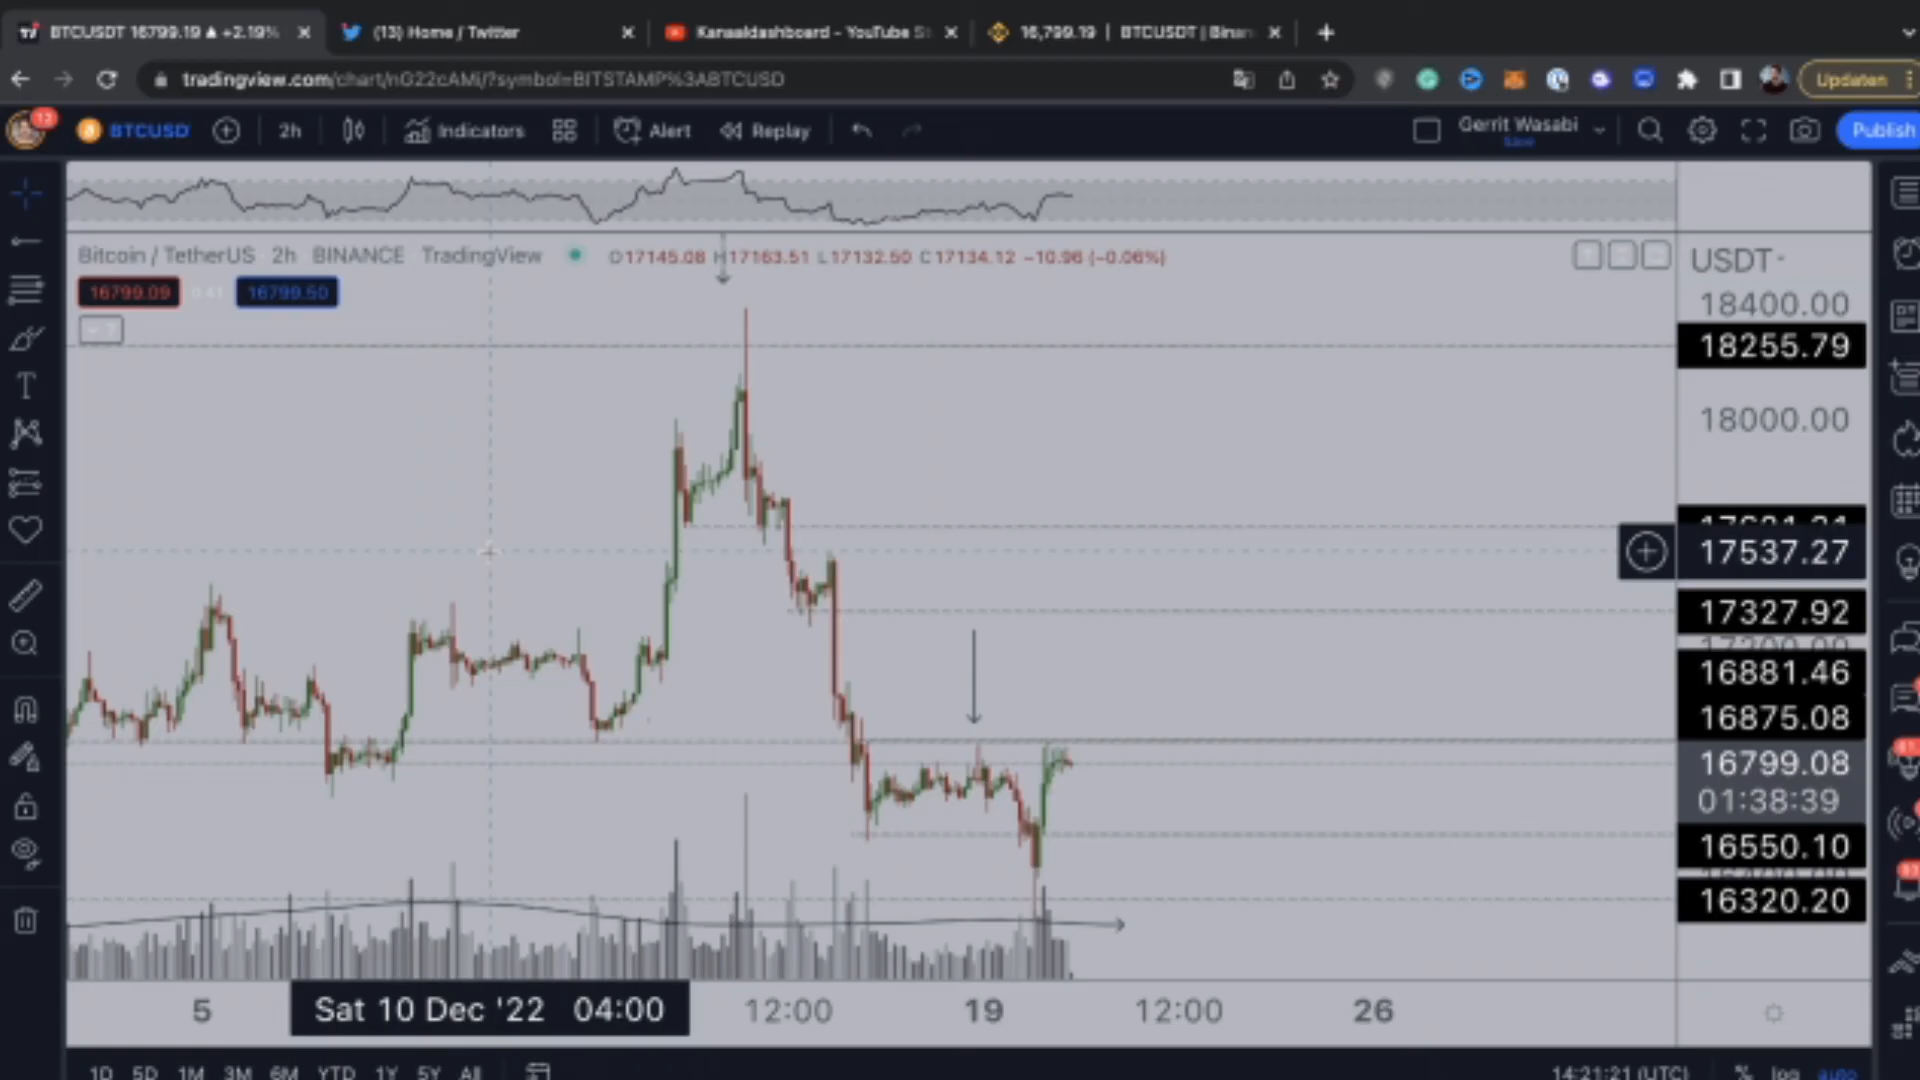 BTCUSDT 16799.19 ▲ +2.19%
(13) Home / Twitter
Kanaaldashboard - YouTube St
16,799.19 | BTCUSDT | Binan
tradingview.com/chart/nG22cAMj/?symbol=BITSTAMP%3ABTCUSD
Updaten
12
BTCUSD
2h
Indicators
Alert
Replay
Gerrit Wasabi
Save
Publish
Bitcoin / TetherUS 2h BINANCE TradingView
O17145.08 H17163.51 L17132.50 C17134.12 −10.96 (−0.06%)
USDT
16799.09
0.41
16799.50
18400.00
18255.79
18000.00
17537.27
17327.92
16881.46
16875.08
16799.08
01:38:39
16550.10
16320.20
5
Sat 10 Dec '22 04:00
12:00
19
12:00
26
1D 5D 1M 3M 6M YTD 1Y 5Y All
14:21:21 (UTC)
%
log
auto